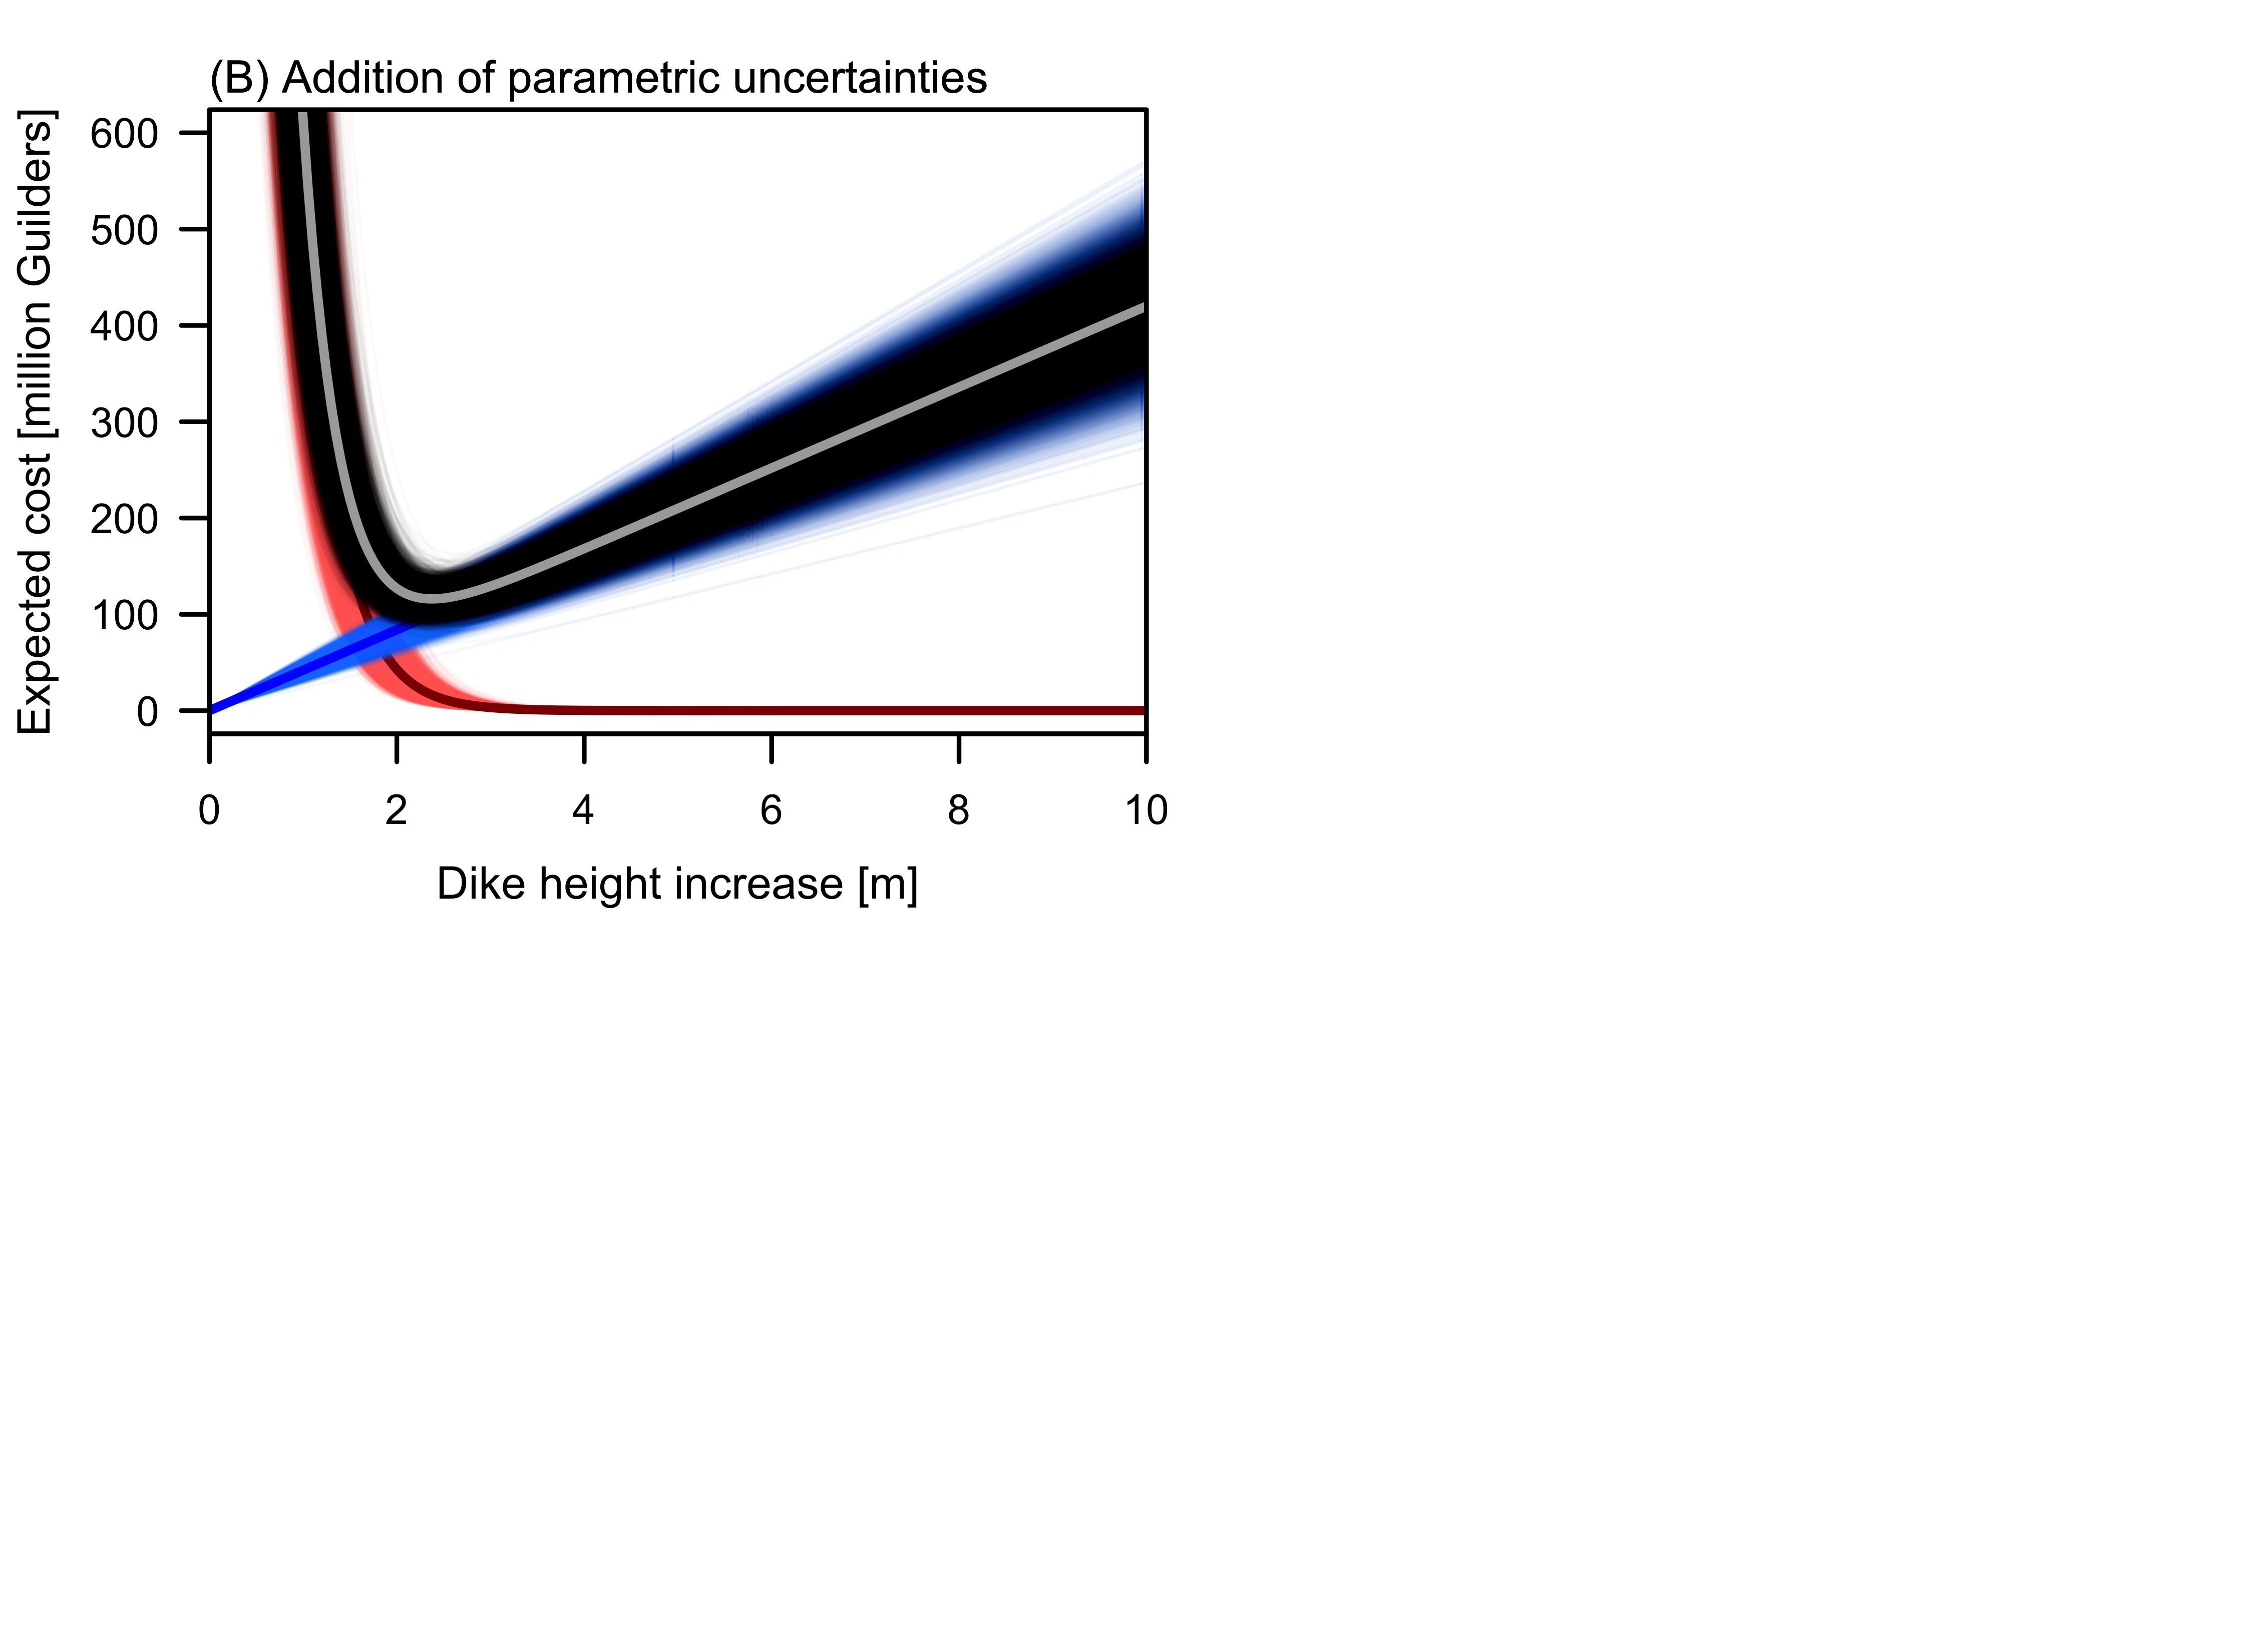 (B) Addition of parametric uncertainties
Expected cost [million Guilders]
600
500
400
300
200
100
0
0 2 4 6 8 10
Dike height increase [m]